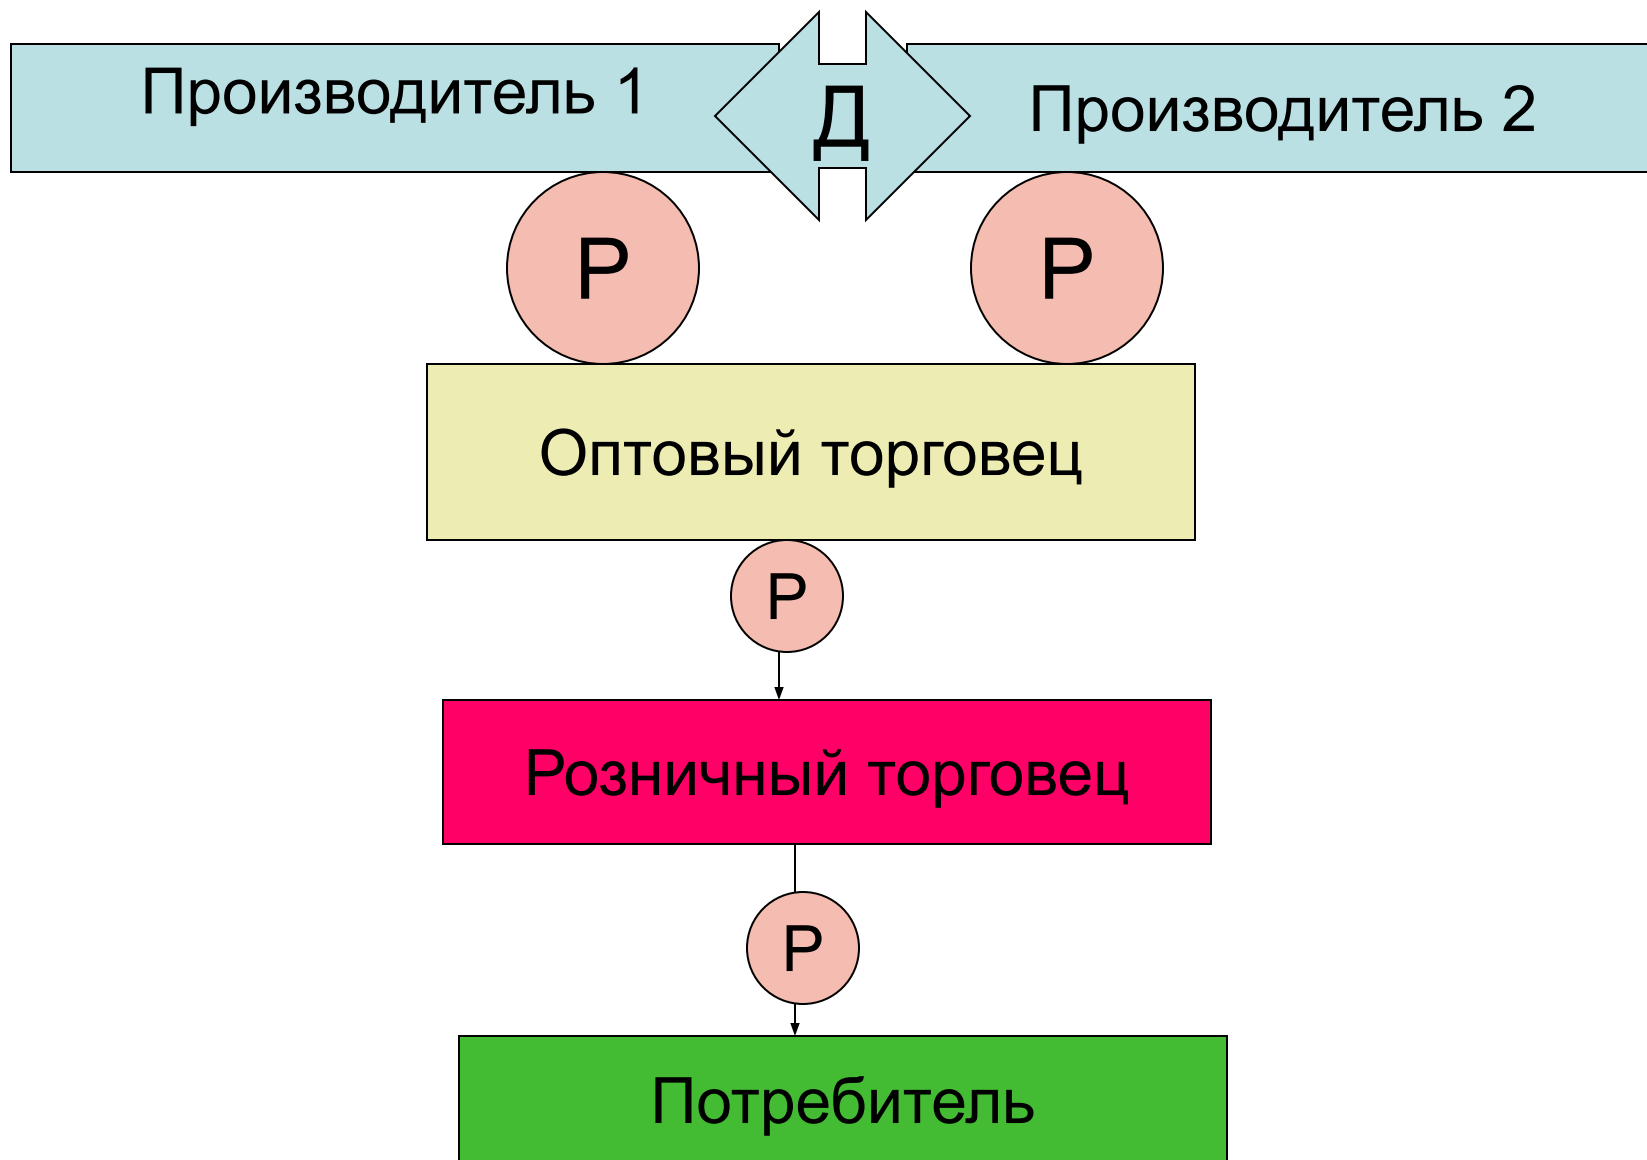 Производитель 1
Д
Производитель 2
Р
Р
Оптовый торговец
Р
Розничный торговец
Р
Потребитель